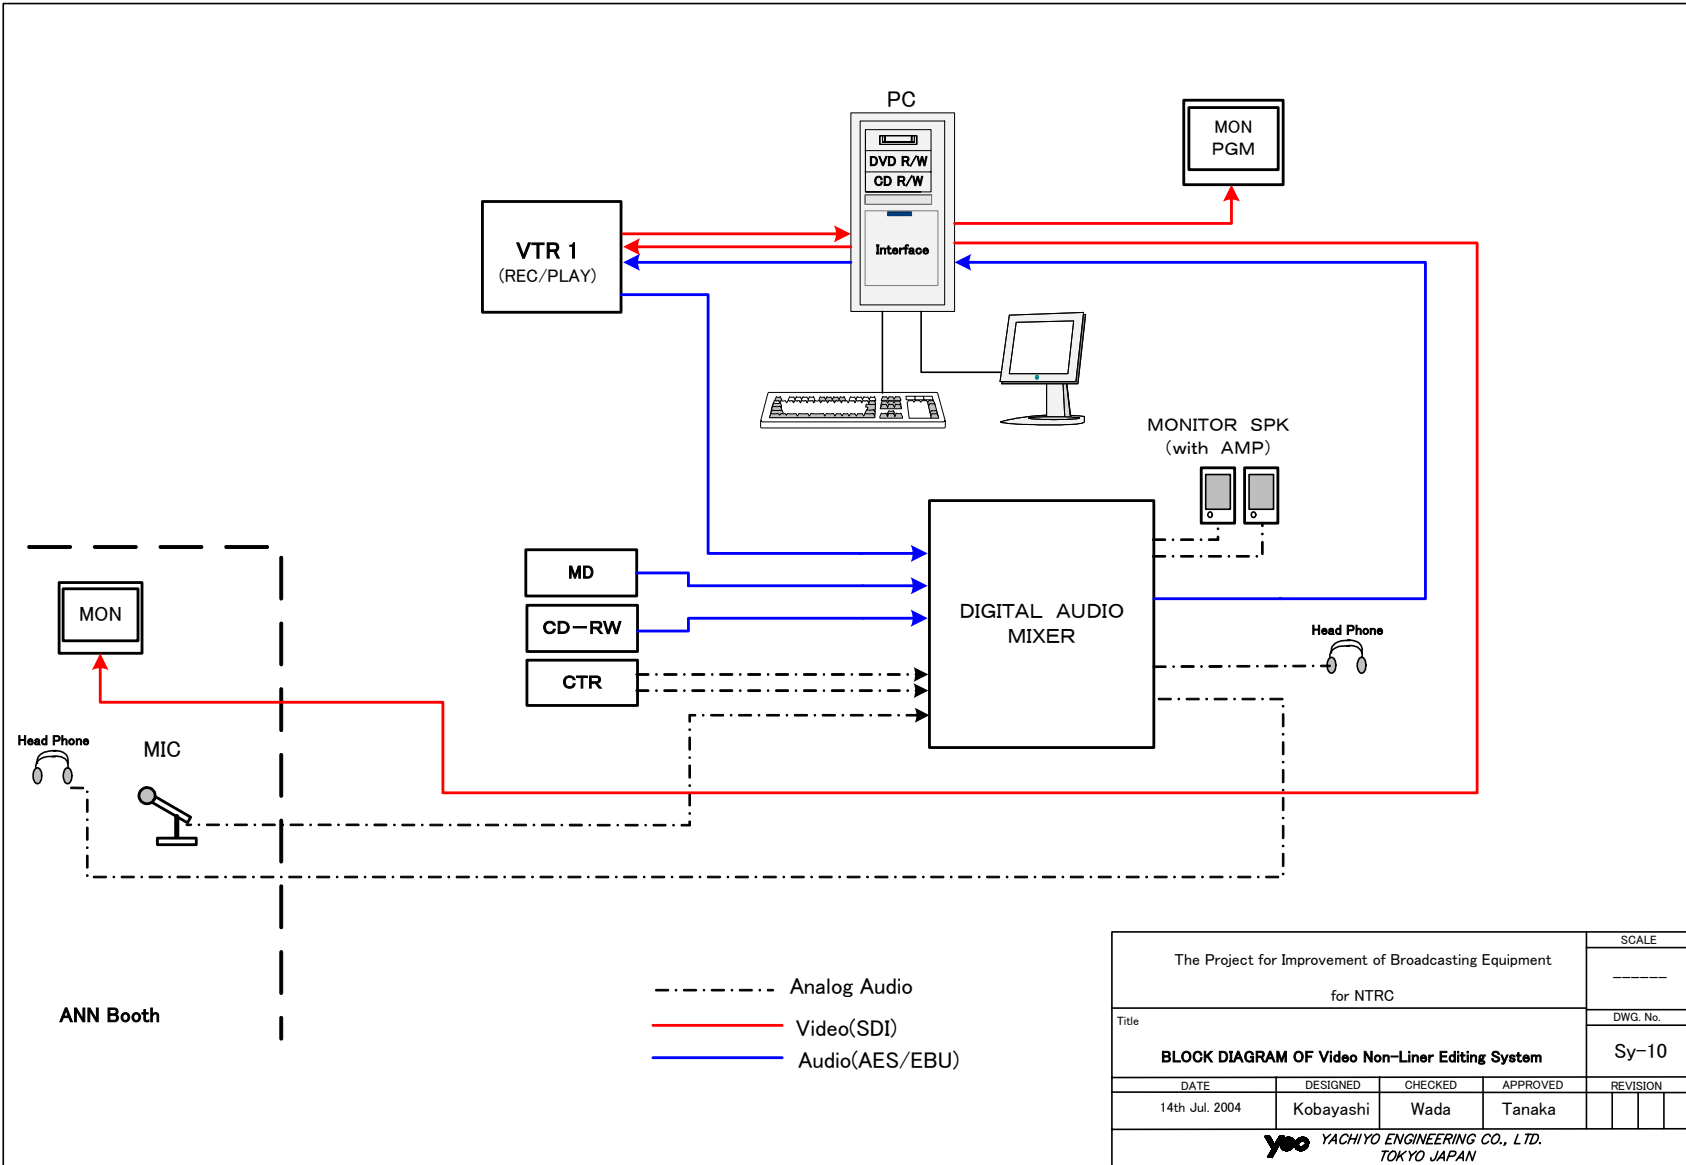 PC
DVD R/W
CD R/W
Interface
MON
PGM
VTR 1
(REC/PLAY)
MONITOR SPK
(with AMP)
MD
CD-RW
CTR
DIGITAL AUDIO
MIXER
Head Phone
MON
Head Phone
MIC
ANN Booth
Analog Audio
Video(SDI)
Audio(AES/EBU)
The Project for Improvement of Broadcasting Equipment
for NTRC
SCALE
------
Title
BLOCK DIAGRAM OF Video Non-Liner Editing System
DWG. No.
Sy-10
DATE DESIGNED CHECKED APPROVED REVISION
14th Jul. 2004 Kobayashi Wada Tanaka
yeo YACHIYO ENGINEERING CO., LTD.
TOKYO JAPAN